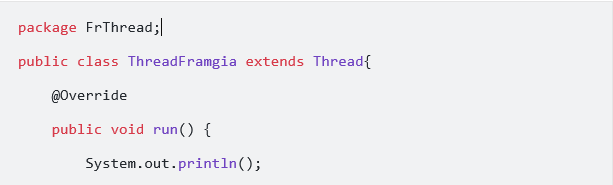 package FrThread;
public class ThreadFramgia extends Thread{
@Override
public void run() {
System.out.println();